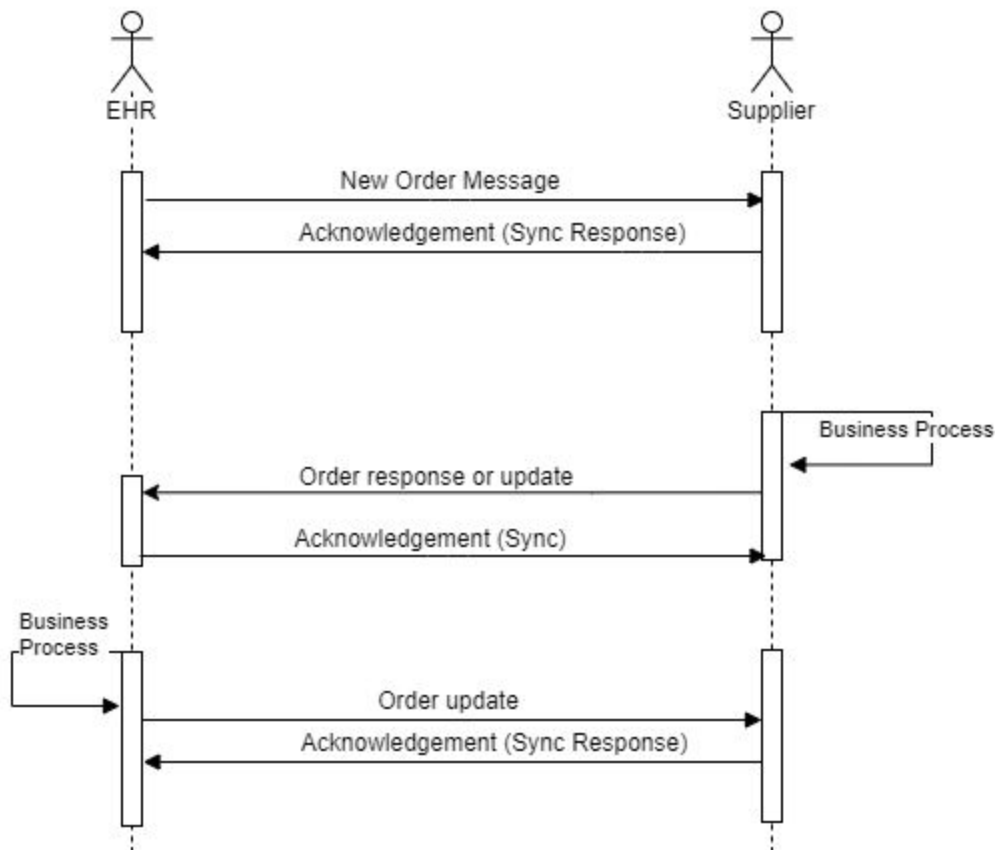 EHR
Supplier
New Order Message
Acknowledgement (Sync Response)
Business Process
Order response or update
Acknowledgement (Sync)
Business
Process
Order update
Acknowledgement (Sync Response)